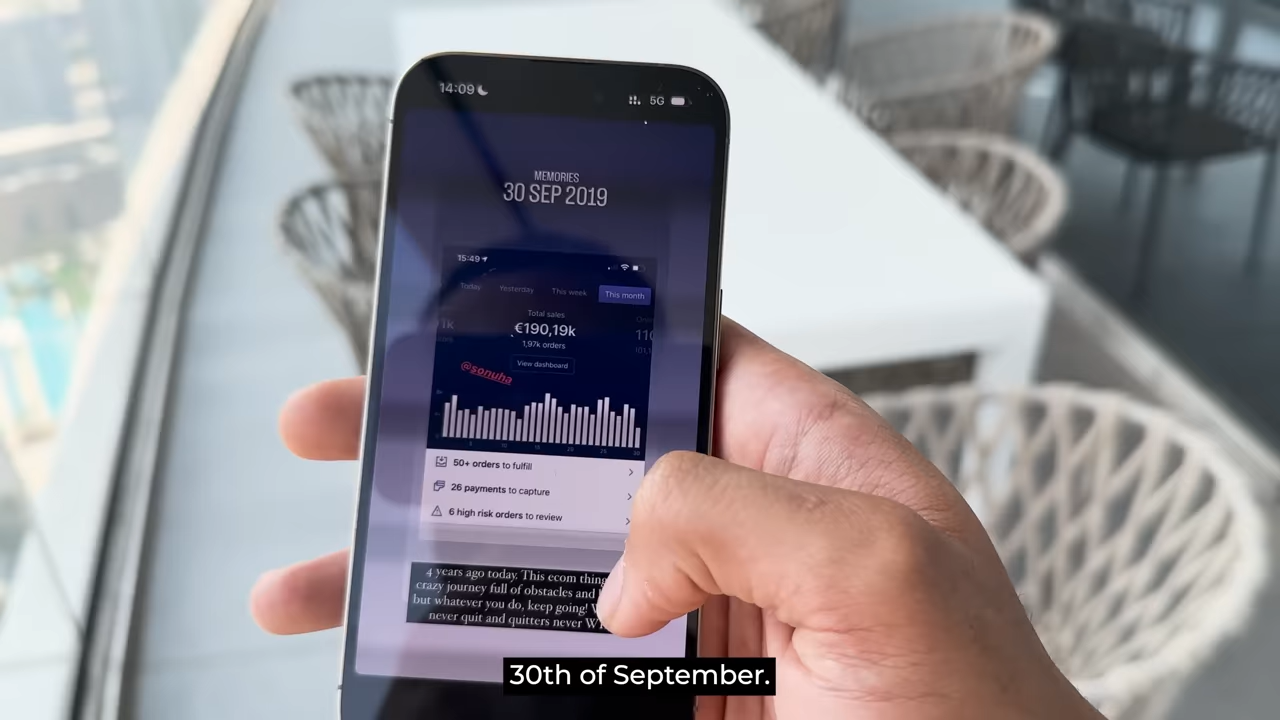 14:09
5G
MEMORIES
30 SEP 2019
15:49
Today Yesterday This week This month
Total sales
€190,19k
1,97k orders
View dashboard
@sonuha
50+ orders to fulfill
26 payments to capture
6 high risk orders to review
4 years ago today. This ecom thing
crazy journey full of obstacles and
but whatever you do, keep going!
never quit and quitters never
30th of September.